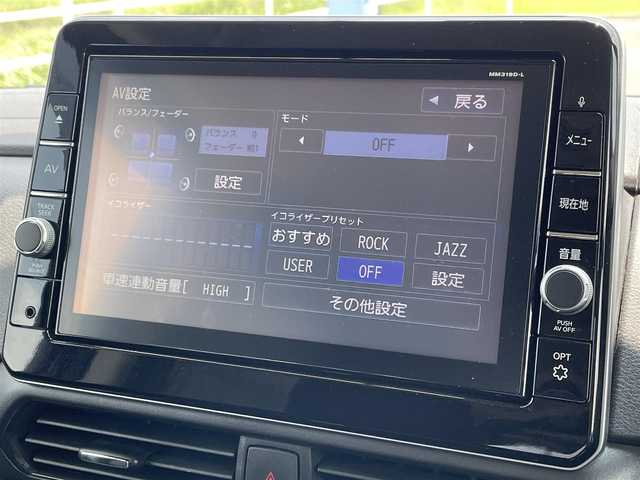 MM319D-L
AV設定
戻る
バランス/フェーダー
モード
バランス 0
フェーダー 前1
OFF
設定
イコライザー
イコライザープリセット
おすすめ
ROCK
JAZZ
USER
OFF
設定
車速連動音量[ HIGH ]
その他設定
OPEN
AV
TRACK
SEEK
メニュー
現在地
音量
PUSH
AV OFF
OPT